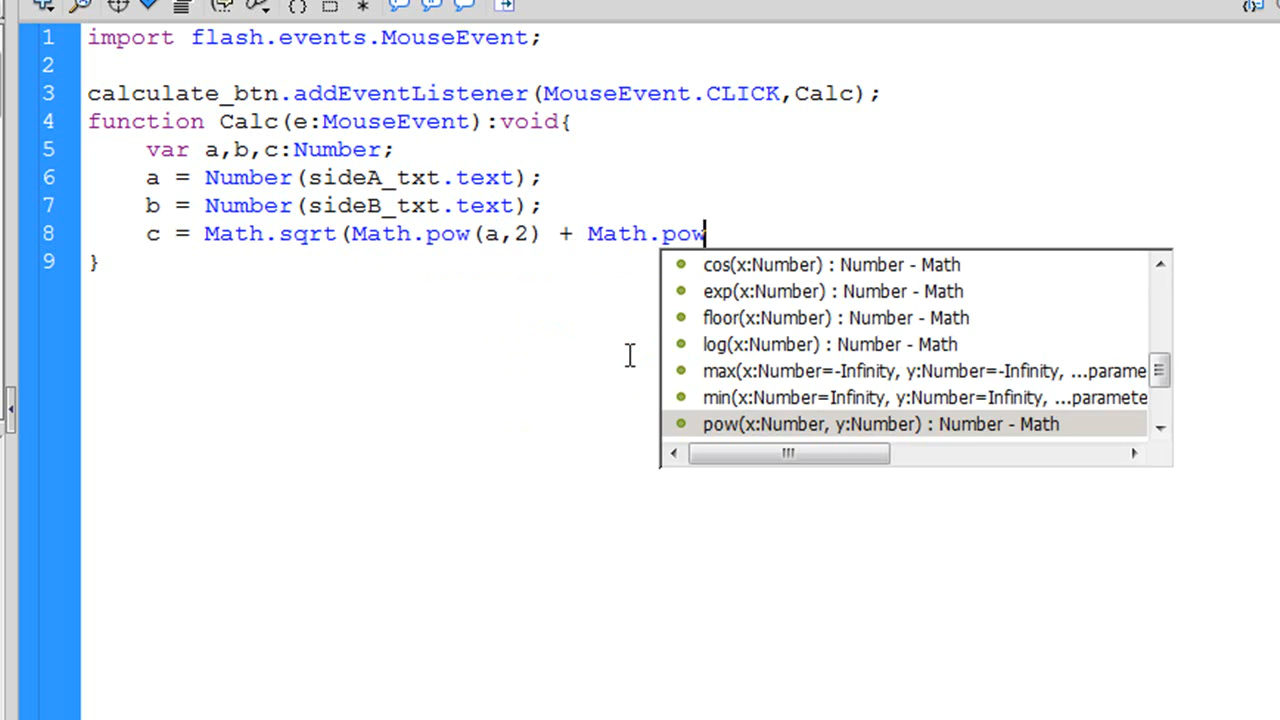 1 import flash.events.MouseEvent;
2
3 calculate_btn.addEventListener(MouseEvent.CLICK,Calc);
4 function Calc(e:MouseEvent):void{
5 var a,b,c:Number;
6 a = Number(sideA_txt.text);
7 b = Number(sideB_txt.text);
8 c = Math.sqrt(Math.pow(a,2) + Math.pow
9 }
cos(x:Number) : Number - Math
exp(x:Number) : Number - Math
floor(x:Number) : Number - Math
log(x:Number) : Number - Math
max(x:Number=-Infinity, y:Number=-Infinity, ...parame
min(x:Number=Infinity, y:Number=Infinity, ...paramete
pow(x:Number, y:Number) : Number - Math